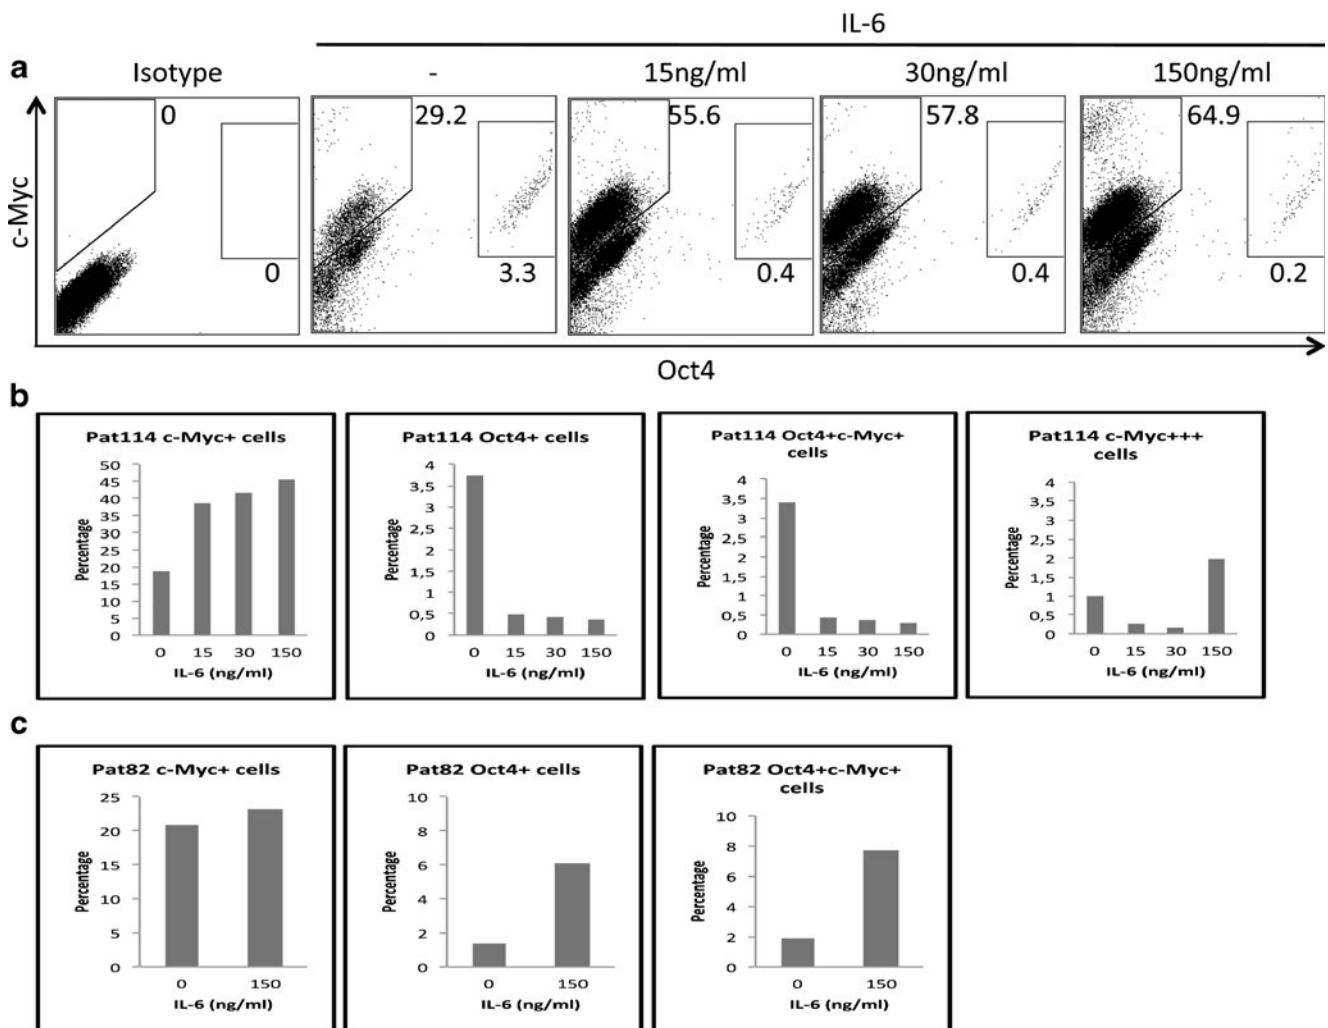 IL-6
a
Isotype
-
15ng/ml
30ng/ml
150ng/ml
c-Myc
0
0
29.2
3.3
55.6
0.4
57.8
0.4
64.9
0.2
Oct4
b
Pat114 c-Myc+ cells
Percentage
50
45
40
35
30
25
20
15
10
5
0
0 15 30 150
IL-6 (ng/ml)
Pat114 Oct4+ cells
Percentage
4
3,5
3
2,5
2
1,5
1
0,5
0
0 15 30 150
IL-6 (ng/ml)
Pat114 Oct4+c-Myc+
cells
Percentage
4
3,5
3
2,5
2
1,5
1
0,5
0
0 15 30 150
IL-6 (ng/ml)
Pat114 c-Myc+++
cells
Percentage
4
3,5
3
2,5
2
1,5
1
0,5
0
0 15 30 150
IL-6 (ng/ml)
c
Pat82 c-Myc+ cells
Percentage
25
20
15
10
5
0
0 150
IL-6 (ng/ml)
Pat82 Oct4+ cells
Percentage
10
8
6
4
2
0
0 150
IL-6 (ng/ml)
Pat82 Oct4+c-Myc+
cells
Percentage
10
8
6
4
2
0
0 150
IL-6 (ng/ml)